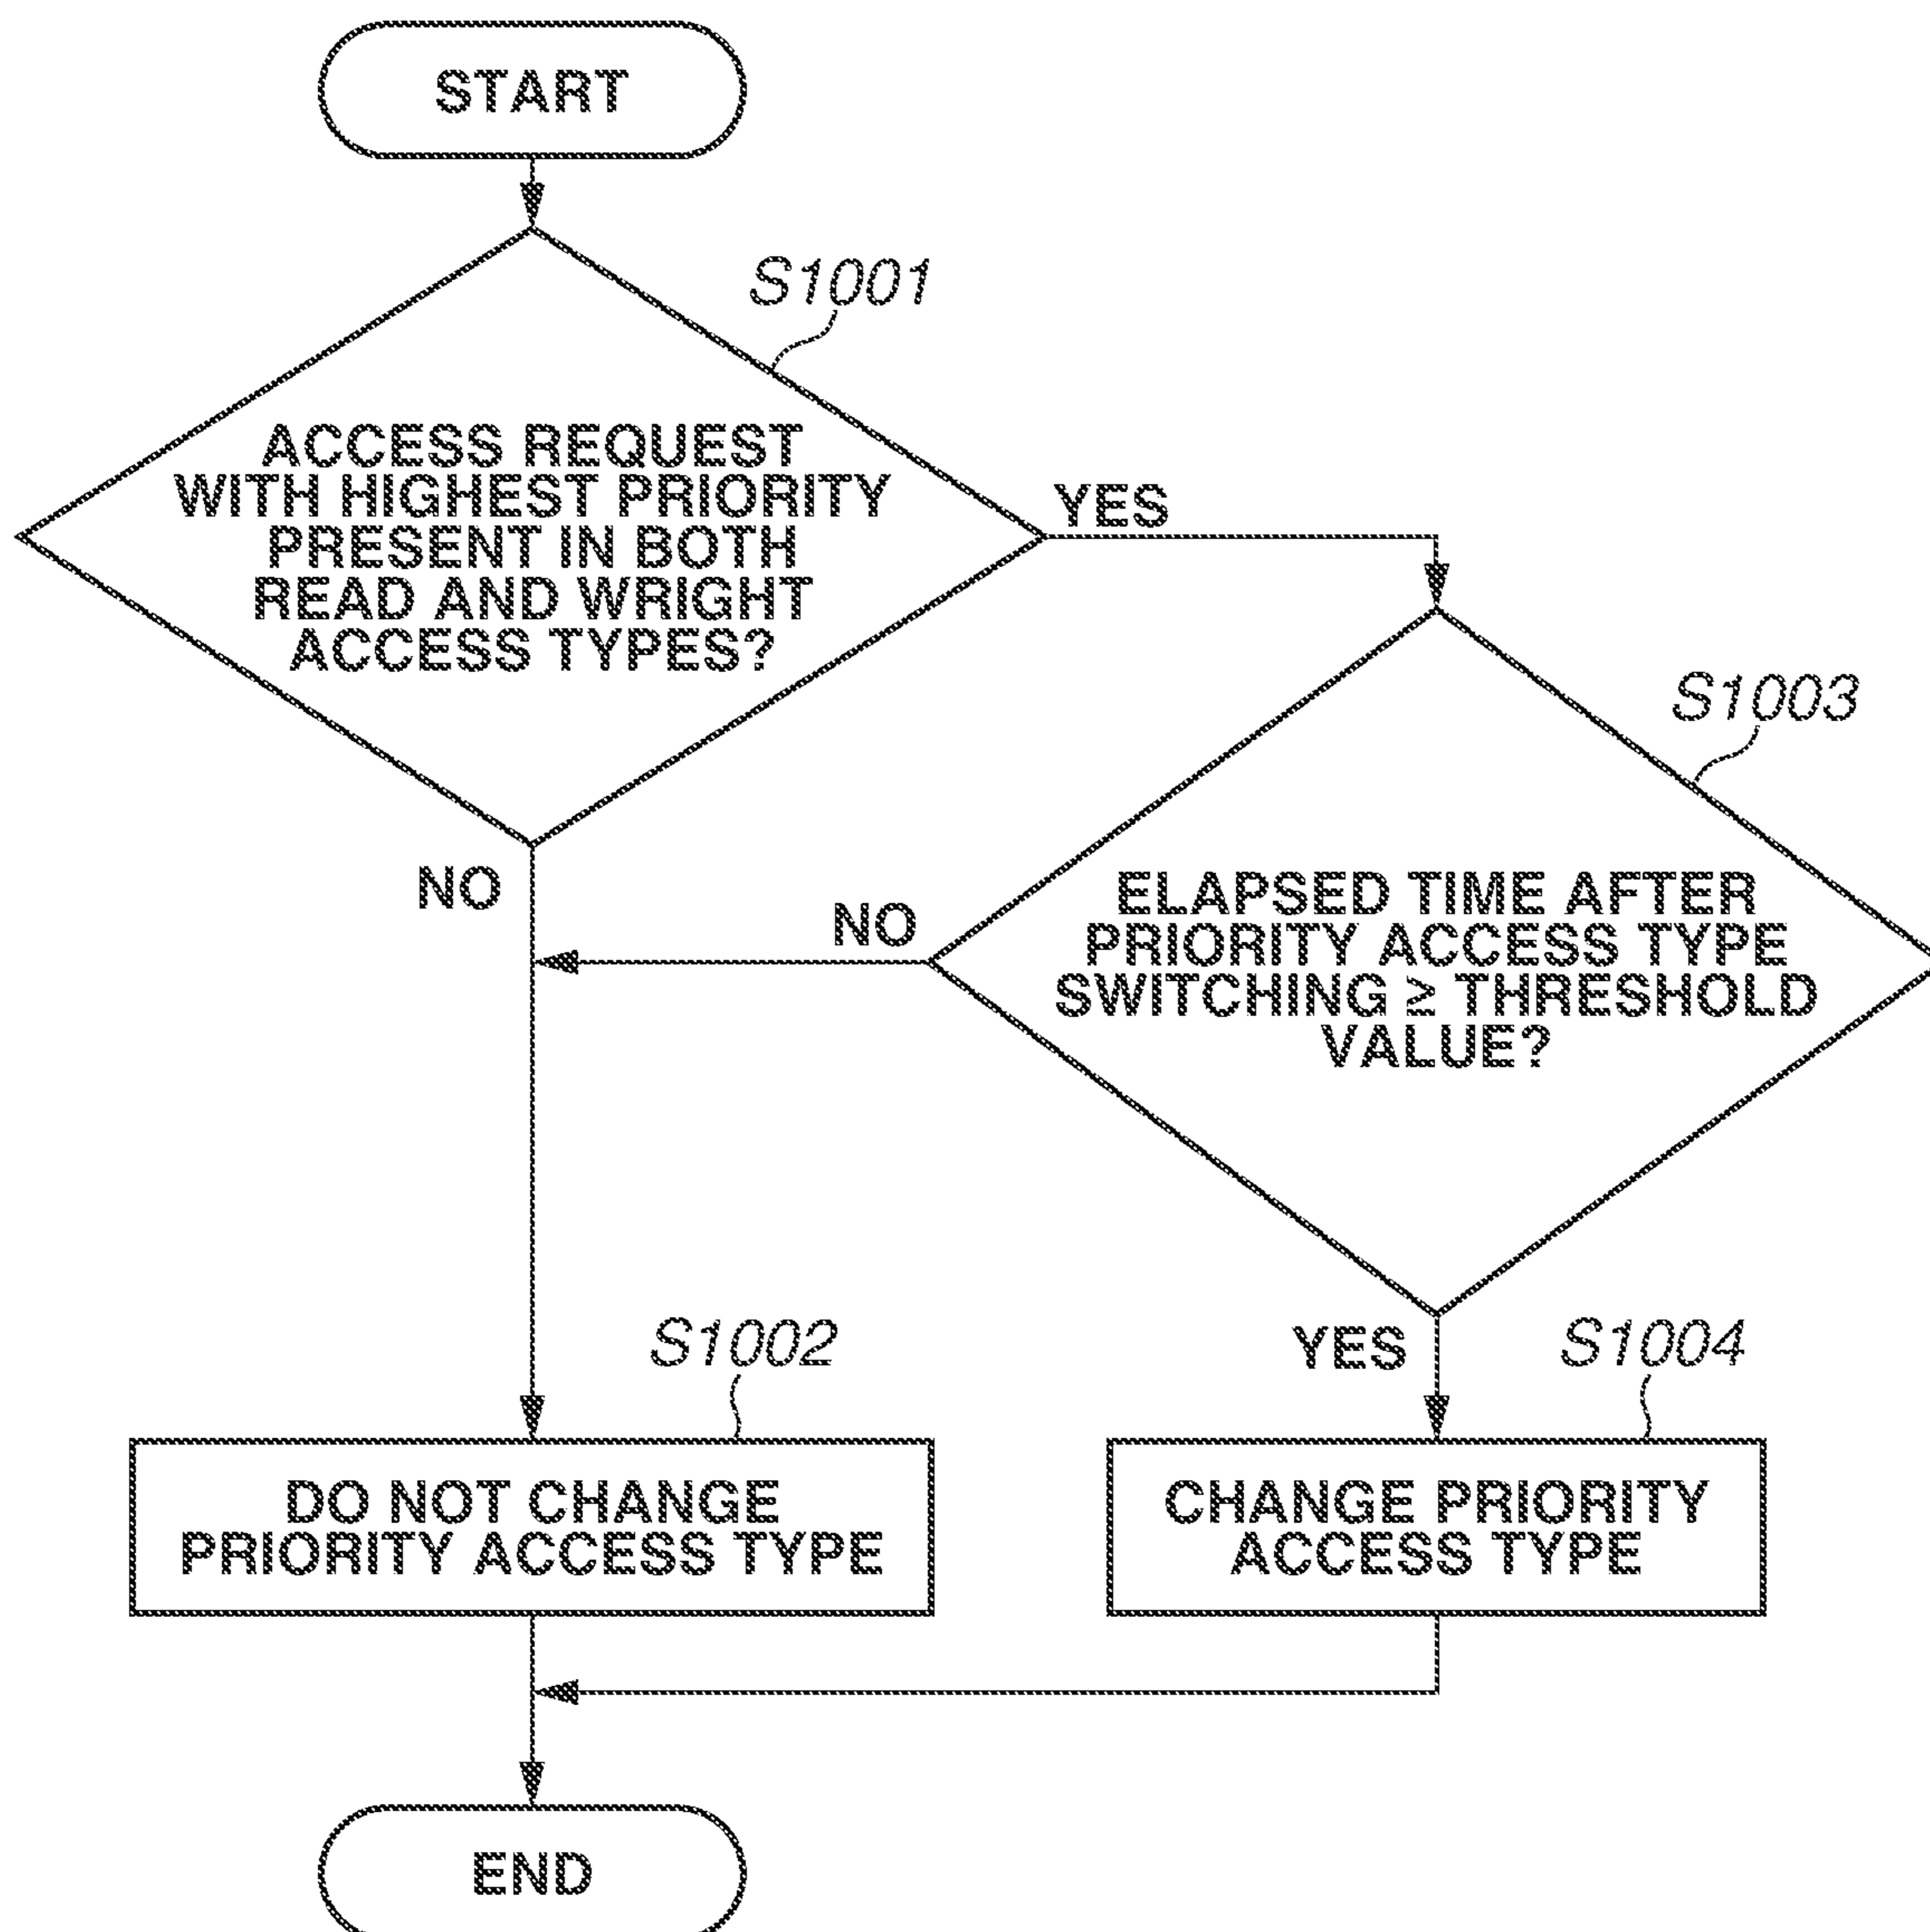 START
S1001
ACCESS REQUEST
WITH HIGHEST PRIORITY
PRESENT IN BOTH
READ AND WRIGHT
ACCESS TYPES?
YES
NO
S1003
ELAPSED TIME AFTER
PRIORITY ACCESS TYPE
SWITCHING ≥ THRESHOLD
VALUE?
NO
YES
S1002
DO NOT CHANGE
PRIORITY ACCESS TYPE
S1004
CHANGE PRIORITY
ACCESS TYPE
END